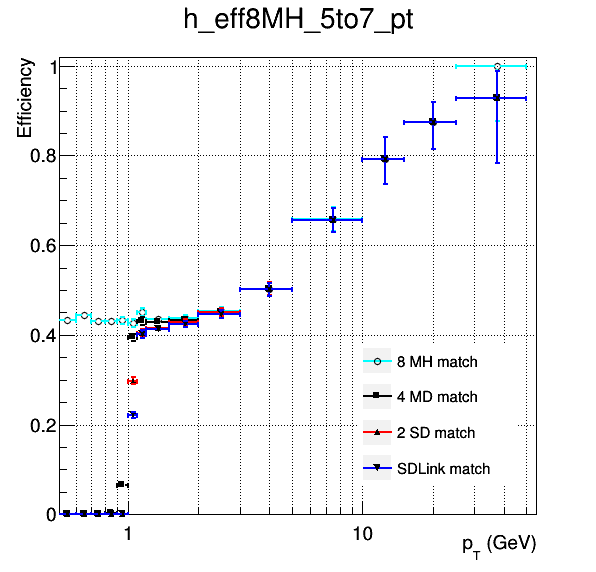 h_eff8MH_5to7_pt
Efficiency
1
0.8
0.6
0.4
0.2
0
8 MH match
4 MD match
2 SD match
SDLink match
1
10
p_T (GeV)